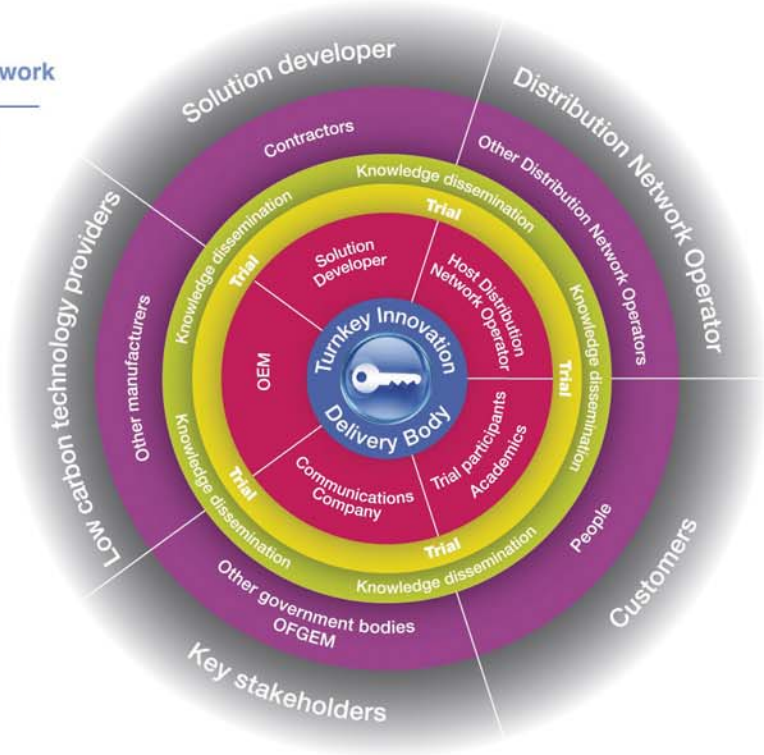 work
Solution developer
Distribution Network Operator
Customers
Key stakeholders
Low carbon technology providers
Contractors
Other Distribution Network Operators
People
Other government bodies
OFGEM
Other manufacturers
Knowledge dissemination
Knowledge dissemination
Knowledge dissemination
Knowledge dissemination
Knowledge dissemination
Trial
Trial
Trial
Trial
Trial
Solution
Developer
Host Distribution
Network Operator
Trial participants
Academics
Communications
Company
OEM
Turnkey Innovation
Delivery Body